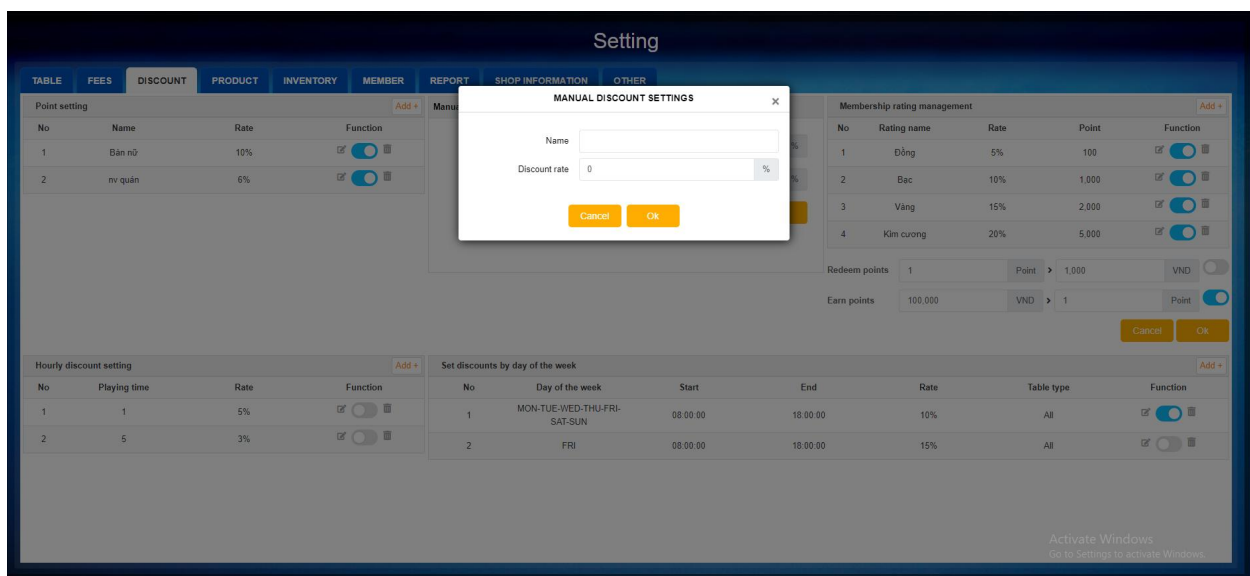 Setting
TABLE FEES DISCOUNT PRODUCT INVENTORY MEMBER REPORT SHOP INFORMATION OTHER
MANUAL DISCOUNT SETTINGS ×
Name
Discount rate 0 %
Cancel Ok
Point setting Add +
No Name Rate Function
1 Bàn nữ 10%
2 nv quán 6%
%
%
Membership rating management Add +
No Rating name Rate Point Function
1 Đồng 5% 100
2 Bạc 10% 1,000
3 Vàng 15% 2,000
4 Kim cương 20% 5,000
Redeem points 1 Point > 1,000 VND
Earn points 100,000 VND > 1 Point
Cancel Ok
Hourly discount setting Add +
No Playing time Rate Function
1 1 5%
2 5 3%
Set discounts by day of the week Add +
No Day of the week Start End Rate Table type Function
1 MON-TUE-WED-THU-FRI- 08:00:00 18:00:00 10% All
SAT-SUN
2 FRI 08:00:00 18:00:00 15% All
Activate Windows
Go to Settings to activate Windows.